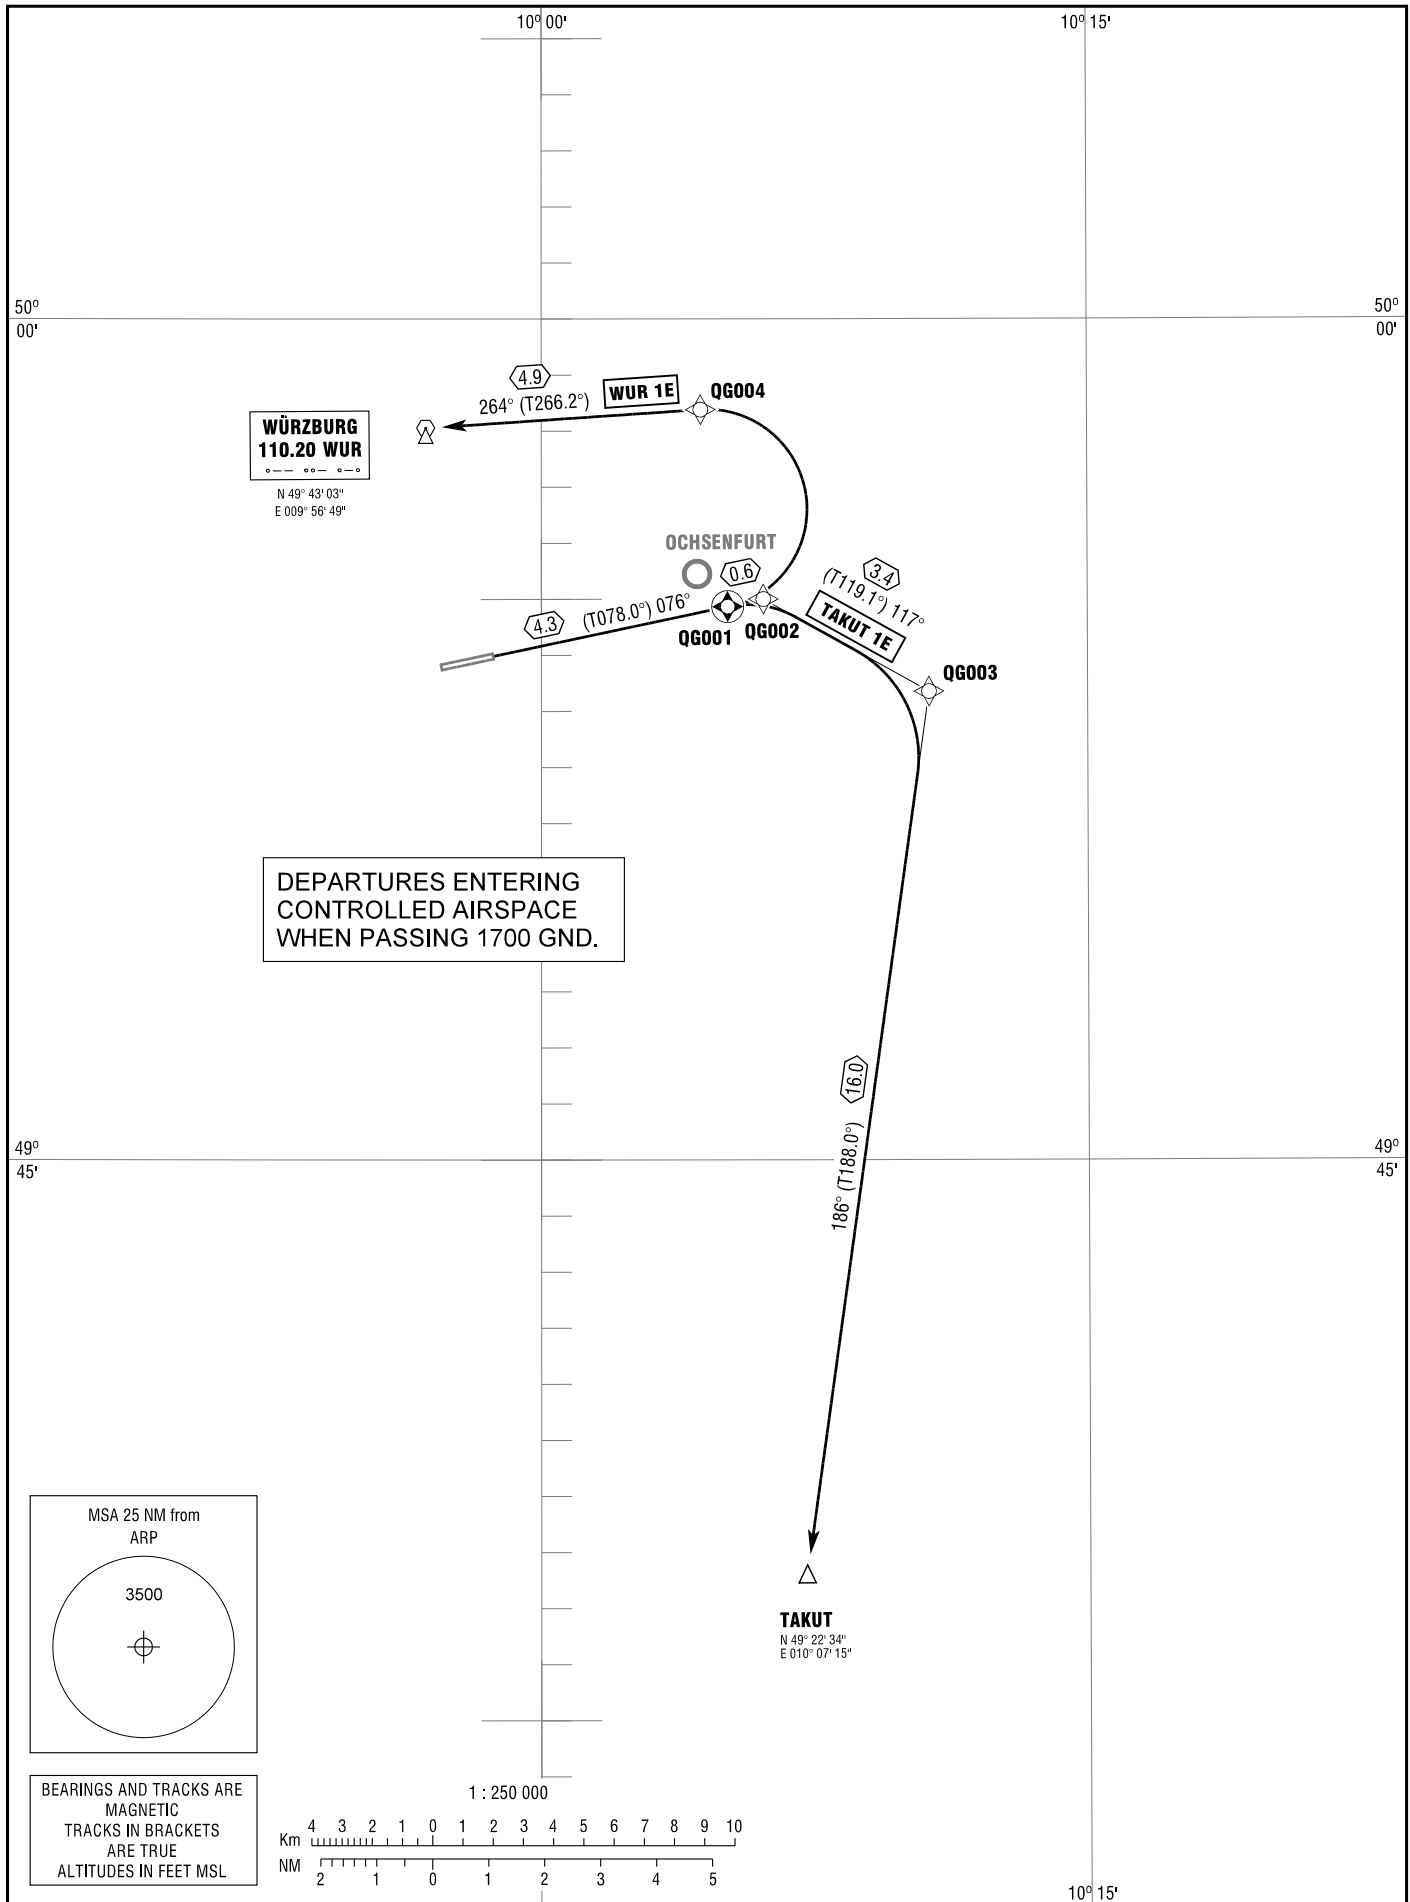 10° 00'
10° 15'
50°
00'
50°
00'
4.9
WUR 1E
QG004
264° (T266.2°)
WÜRZBURG
110.20 WUR
N 49° 43' 03"
E 009° 56' 49"
OCHSENFURT
0.6
3.4
(T119.1°) 117°
TAKUT 1E
4.3
(T078.0°) 076°
QG001
QG002
QG003
DEPARTURES ENTERING
CONTROLLED AIRSPACE
WHEN PASSING 1700 GND.
16.0
186° (T188.0°)
49°
45'
49°
45'
MSA 25 NM from
ARP
3500
TAKUT
N 49° 22' 34"
E 010° 07' 15"
BEARINGS AND TRACKS ARE
MAGNETIC
TRACKS IN BRACKETS
ARE TRUE
ALTITUDES IN FEET MSL
1 : 250 000
Km 4 3 2 1 0 1 2 3 4 5 6 7 8 9 10
NM 2 1 0 1 2 3 4 5
10° 15'